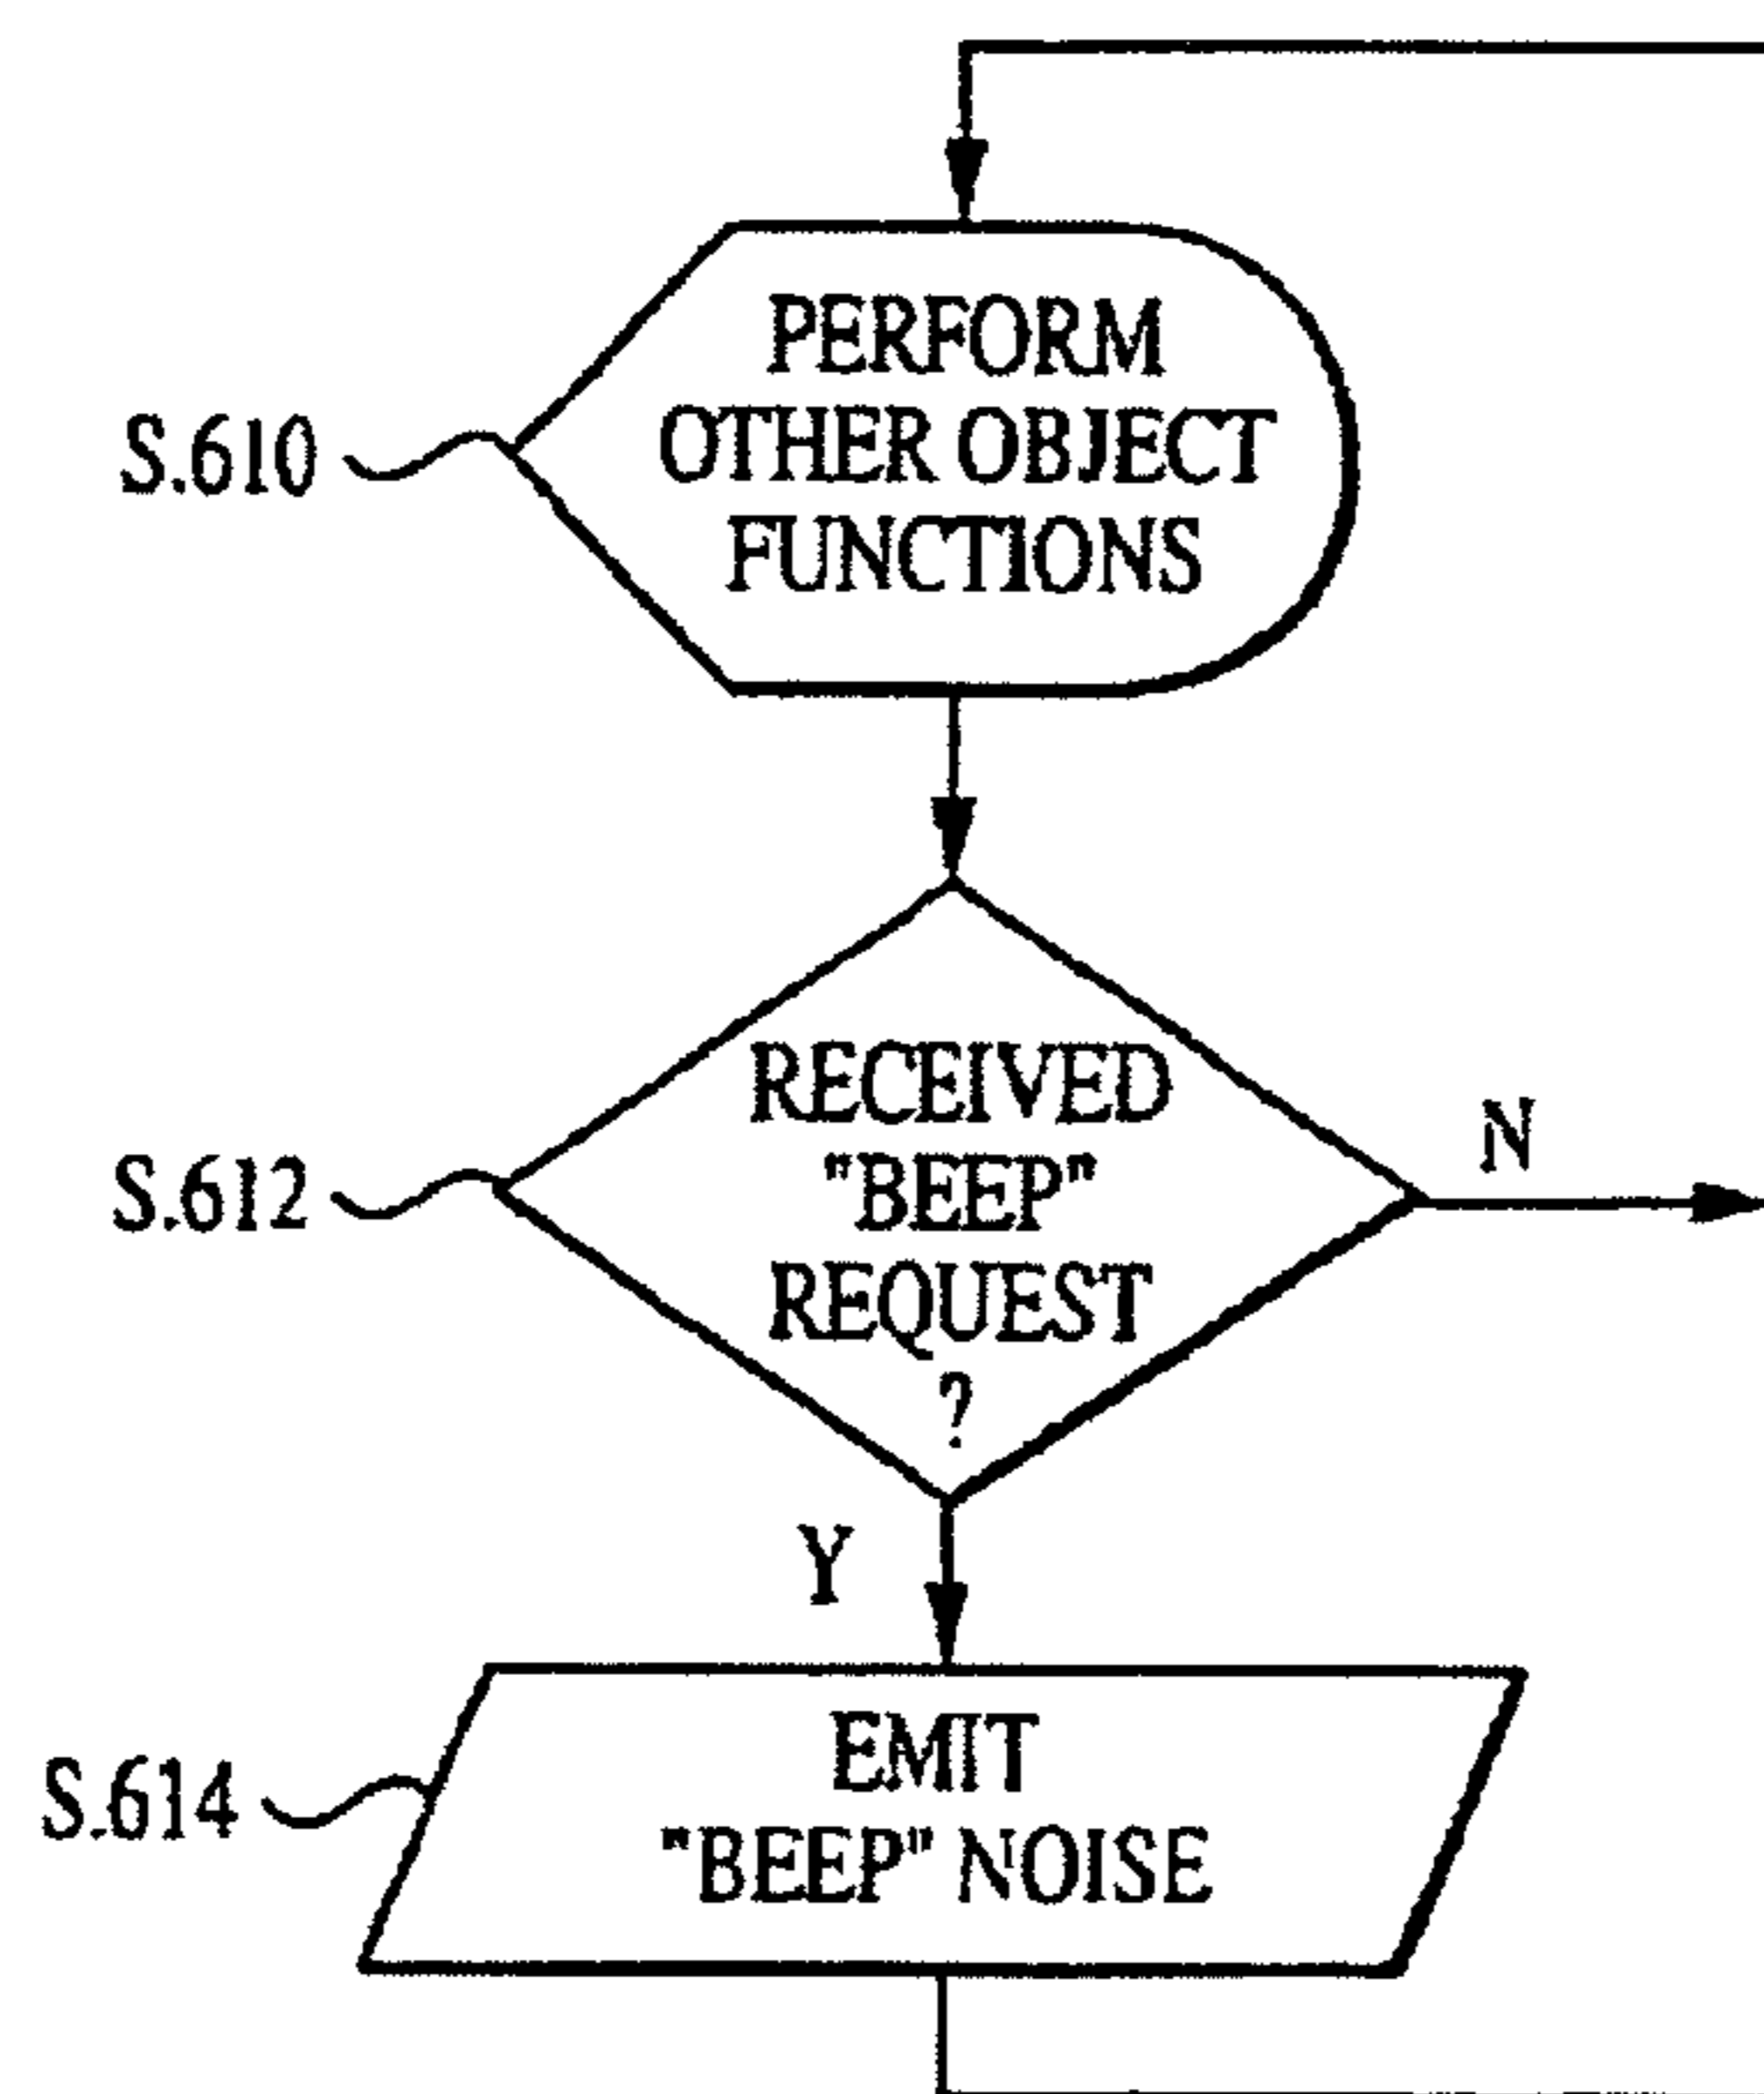 PERFORM
OTHER OBJECT
FUNCTIONS
S.610
RECEIVED
"BEEP"
REQUEST
?
S.612
N
Y
EMIT
"BEEP" NOISE
S.614